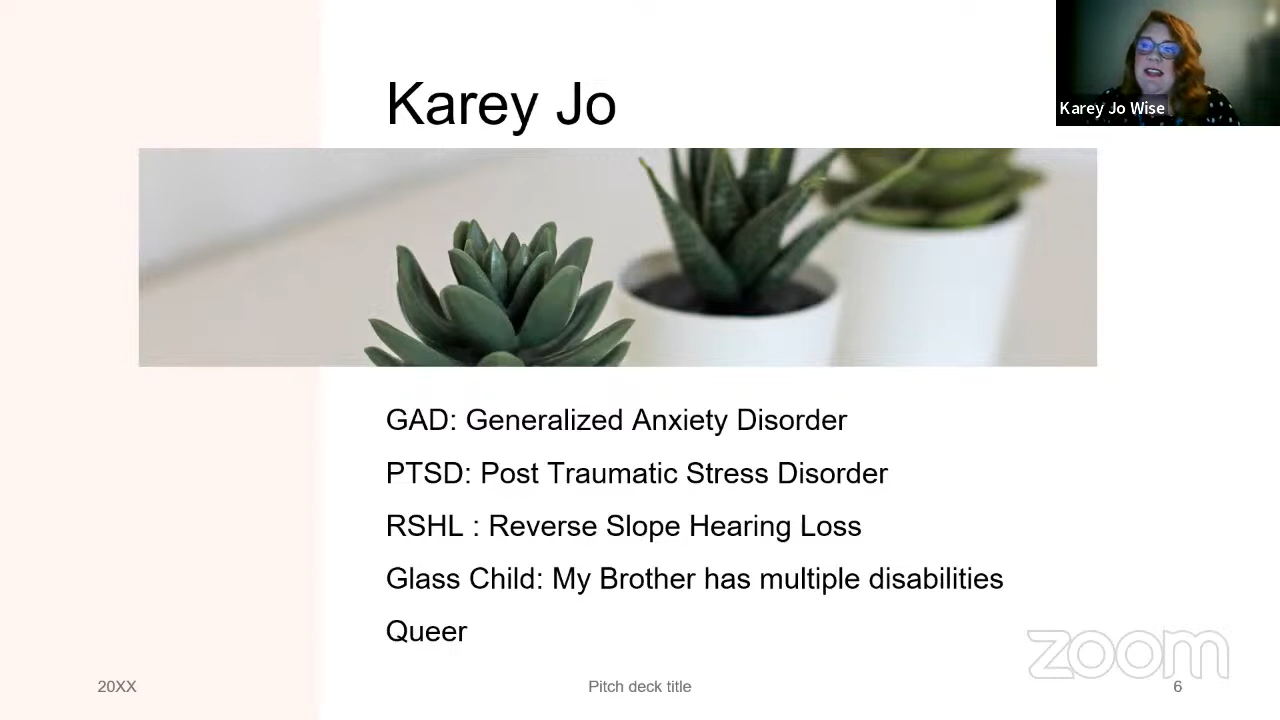 Karey Jo
Karey Jo Wise
GAD: Generalized Anxiety Disorder
PTSD: Post Traumatic Stress Disorder
RSHL : Reverse Slope Hearing Loss
Glass Child: My Brother has multiple disabilities
Queer
zoom
20XX
Pitch deck title
6